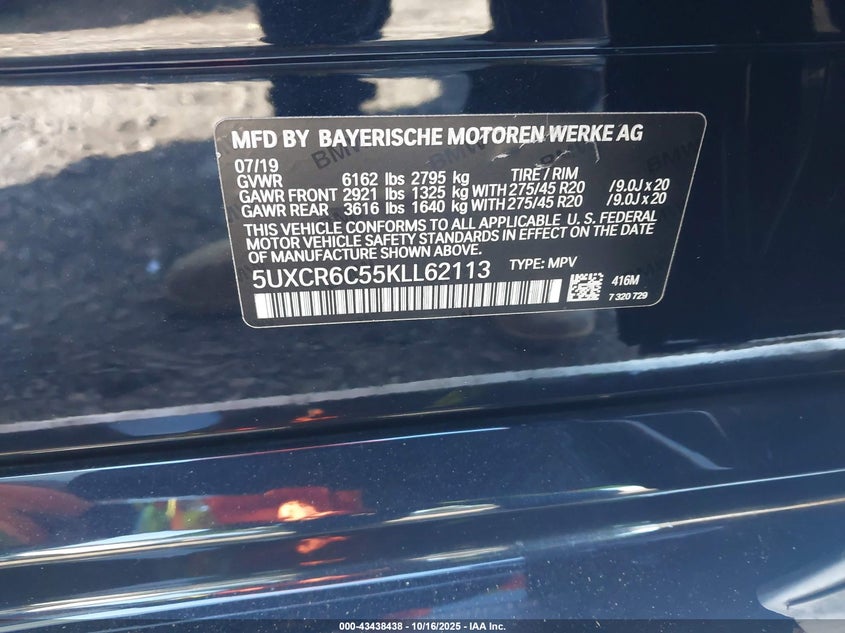 MFD BY BAYERISCHE MOTOREN WERKE AG
07/19
GVWR 6162 lbs 2795 kg TIRE / RIM
GAWR FRONT 2921 lbs 1325 kg WITH 275/45 R20 /9.0J x 20
GAWR REAR 3616 lbs 1640 kg WITH 275/45 R20 /9.0J x 20
THIS VEHICLE CONFORMS TO ALL APPLICABLE U.S. FEDERAL
MOTOR VEHICLE SAFETY STANDARDS IN EFFECT ON THE DATE
OF MANUFACTURE SHOWN ABOVE.
5UXCR6C55KLL62113 TYPE: MPV
416M
7 320 729
000-43438438 - 10/16/2025 - IAA Inc.